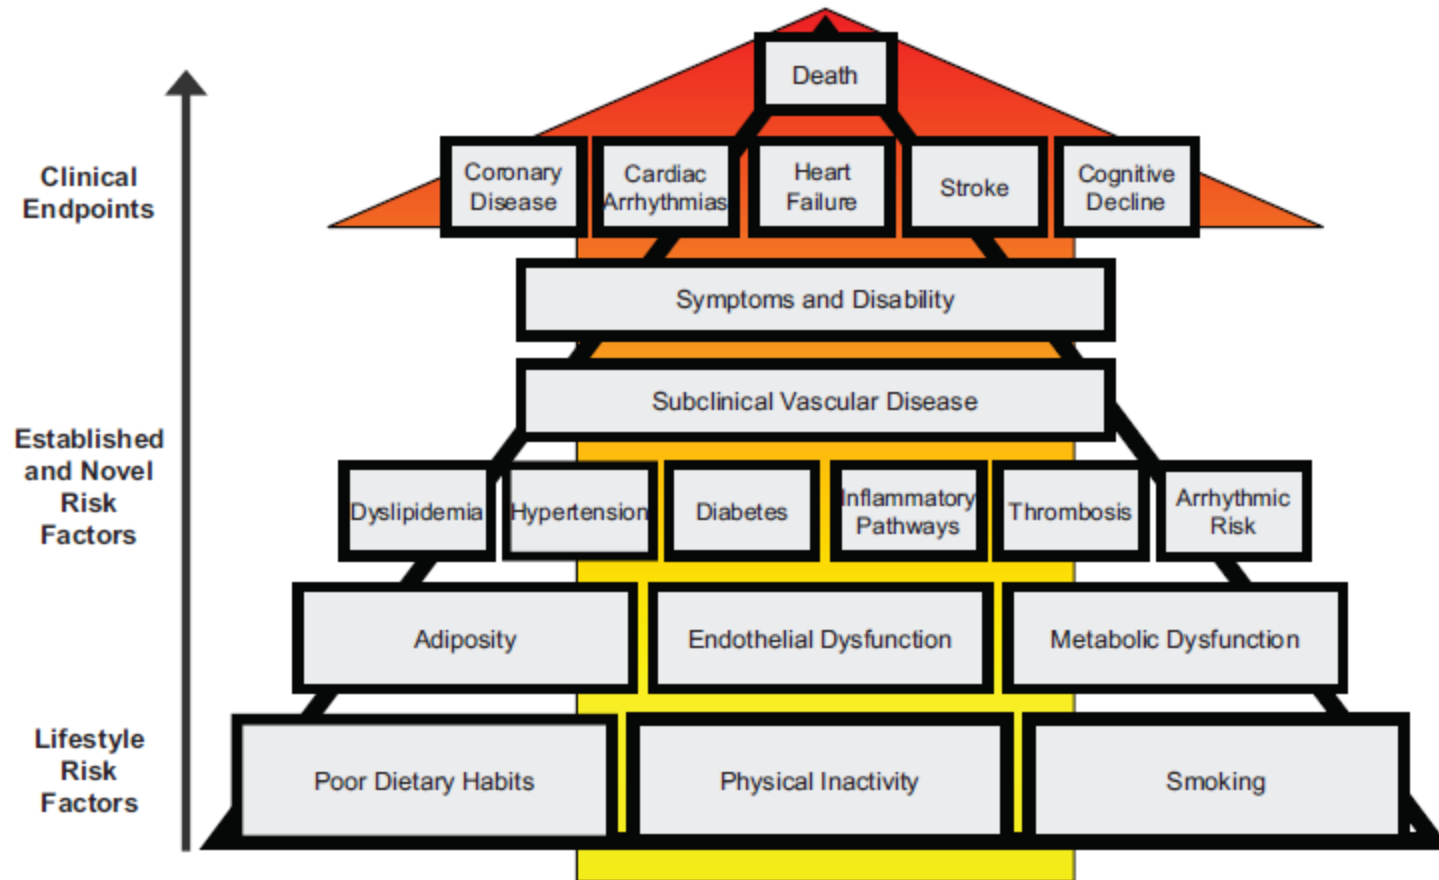 Death
Clinical
Endpoints
Coronary
Disease
Cardiac
Arrhythmias
Heart
Failure
Stroke
Cognitive
Decline
Symptoms and Disability
Subclinical Vascular Disease
Established
and Novel
Risk
Factors
Dyslipidemia
Hypertension
Diabetes
Inflammatory
Pathways
Thrombosis
Arrhythmic
Risk
Adiposity
Endothelial Dysfunction
Metabolic Dysfunction
Lifestyle
Risk
Factors
Poor Dietary Habits
Physical Inactivity
Smoking